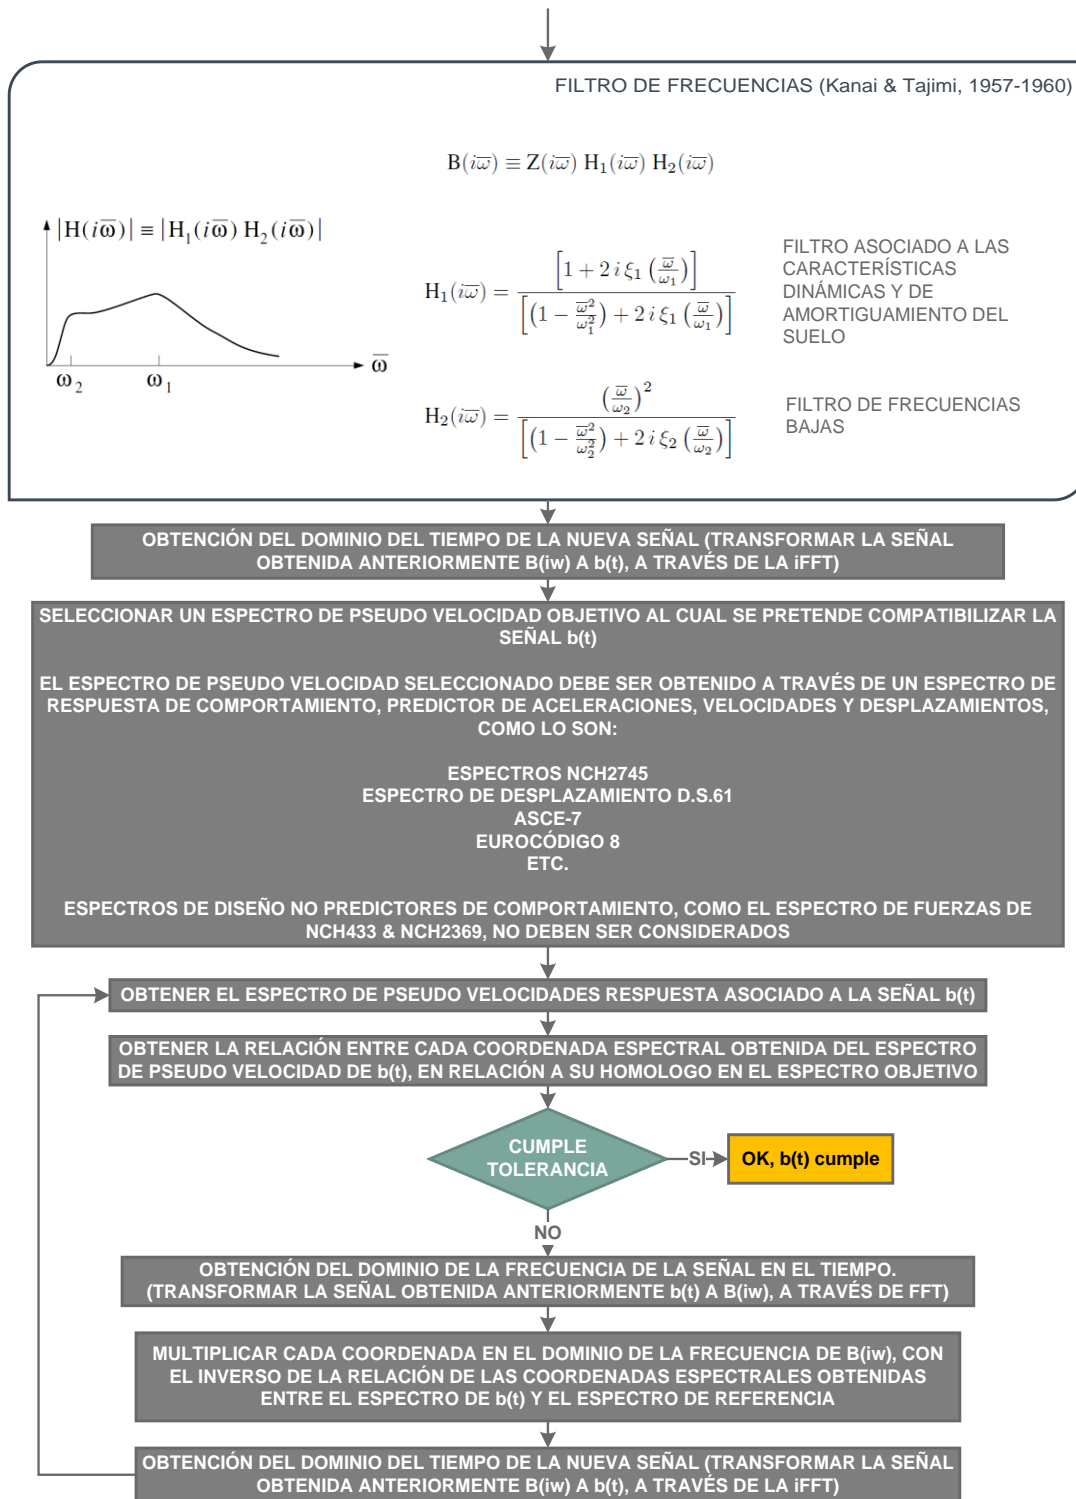 FILTRO DE FRECUENCIAS (Kanai & Tajimi, 1957-1960)
B(iω̅) ≡ Z(iω̅) H₁(iω̅) H₂(iω̅)
|H(iω̅)| ≡ |H₁(iω̅) H₂(iω̅)|
ω̅
ω₂ ω₁
H₁(iω̅) = [1 + 2 i ξ₁ (ω̅/ω₁)] / [(1 − ω̅²/ω₁²) + 2 i ξ₁ (ω̅/ω₁)]
FILTRO ASOCIADO A LAS
CARACTERÍSTICAS
DINÁMICAS Y DE
AMORTIGUAMIENTO DEL
SUELO
H₂(iω̅) = (ω̅/ω₂)² / [(1 − ω̅²/ω₂²) + 2 i ξ₂ (ω̅/ω₂)]
FILTRO DE FRECUENCIAS
BAJAS
OBTENCIÓN DEL DOMINIO DEL TIEMPO DE LA NUEVA SEÑAL (TRANSFORMAR LA SEÑAL
OBTENIDA ANTERIORMENTE B(iw) A b(t), A TRAVÉS DE LA iFFT)
SELECCIONAR UN ESPECTRO DE PSEUDO VELOCIDAD OBJETIVO AL CUAL SE PRETENDE COMPATIBILIZAR LA
SEÑAL b(t)
EL ESPECTRO DE PSEUDO VELOCIDAD SELECCIONADO DEBE SER OBTENIDO A TRAVÉS DE UN ESPECTRO DE
RESPUESTA DE COMPORTAMIENTO, PREDICTOR DE ACELERACIONES, VELOCIDADES Y DESPLAZAMIENTOS,
COMO LO SON:
ESPECTROS NCH2745
ESPECTRO DE DESPLAZAMIENTO D.S.61
ASCE-7
EUROCÓDIGO 8
ETC.
ESPECTROS DE DISEÑO NO PREDICTORES DE COMPORTAMIENTO, COMO EL ESPECTRO DE FUERZAS DE
NCH433 & NCH2369, NO DEBEN SER CONSIDERADOS
OBTENER EL ESPECTRO DE PSEUDO VELOCIDADES RESPUESTA ASOCIADO A LA SEÑAL b(t)
OBTENER LA RELACIÓN ENTRE CADA COORDENADA ESPECTRAL OBTENIDA DEL ESPECTRO
DE PSEUDO VELOCIDAD DE b(t), EN RELACIÓN A SU HOMOLOGO EN EL ESPECTRO OBJETIVO
CUMPLE
TOLERANCIA
SI
OK, b(t) cumple
NO
OBTENCIÓN DEL DOMINIO DE LA FRECUENCIA DE LA SEÑAL EN EL TIEMPO.
(TRANSFORMAR LA SEÑAL OBTENIDA ANTERIORMENTE b(t) A B(iw), A TRAVÉS DE FFT)
MULTIPLICAR CADA COORDENADA EN EL DOMINIO DE LA FRECUENCIA DE B(iw), CON
EL INVERSO DE LA RELACIÓN DE LAS COORDENADAS ESPECTRALES OBTENIDAS
ENTRE EL ESPECTRO DE b(t) Y EL ESPECTRO DE REFERENCIA
OBTENCIÓN DEL DOMINIO DEL TIEMPO DE LA NUEVA SEÑAL (TRANSFORMAR LA SEÑAL
OBTENIDA ANTERIORMENTE B(iw) A b(t), A TRAVÉS DE LA iFFT)